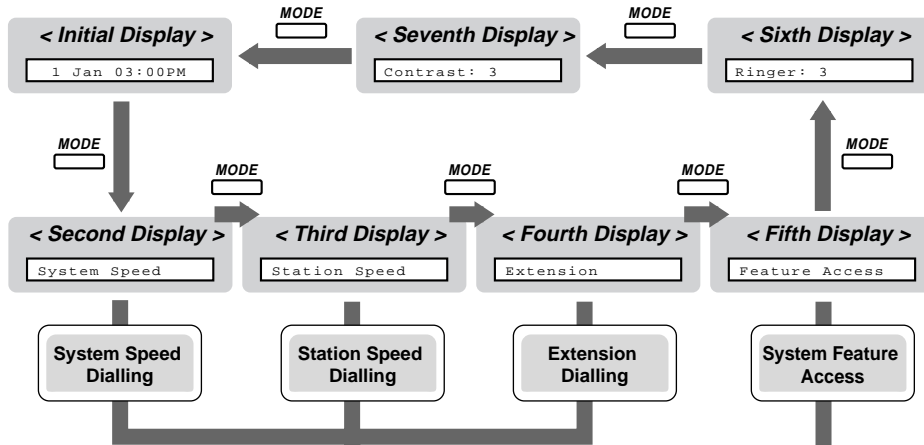 MODE
MODE
< Initial Display >
< Seventh Display >
< Sixth Display >
1 Jan 03:00PM
Contrast: 3
Ringer: 3
MODE
MODE
MODE
MODE
MODE
< Second Display >
< Third Display >
< Fourth Display >
< Fifth Display >
System Speed
Station Speed
Extension
Feature Access
System Speed
Dialling
Station Speed
Dialling
Extension
Dialling
System Feature
Access